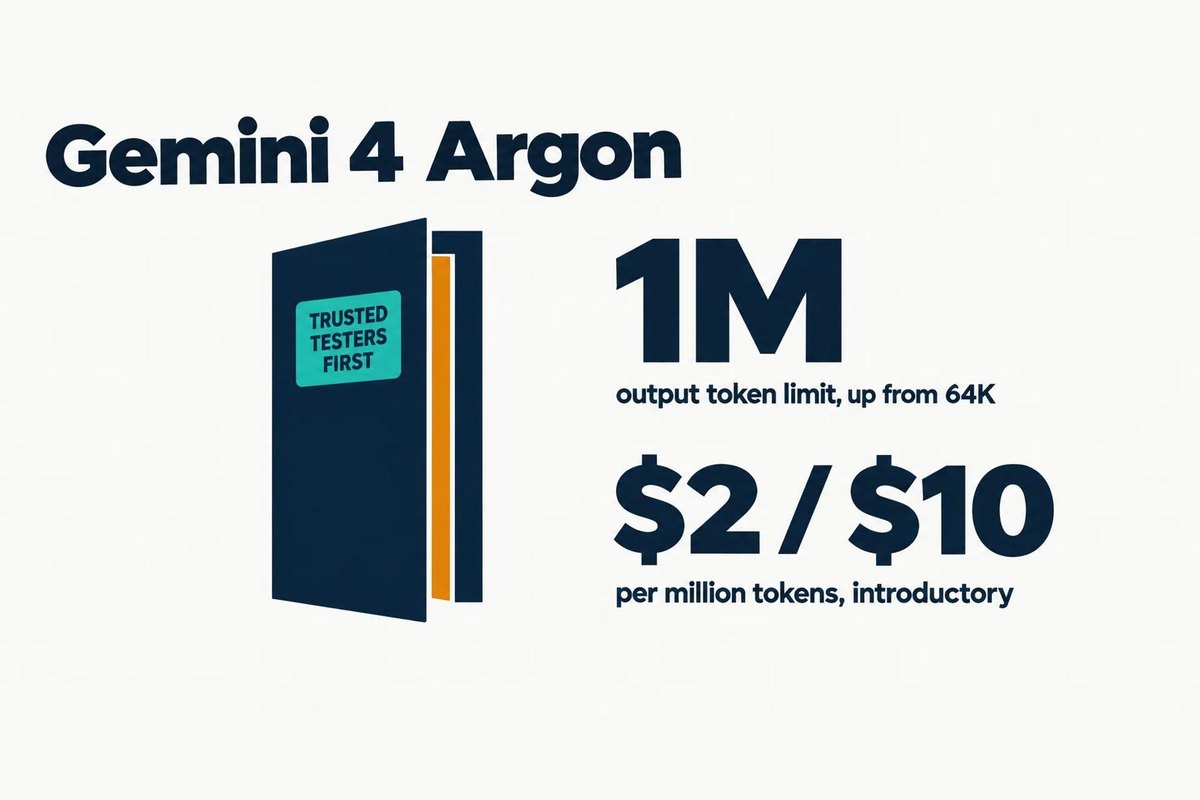 Gemini 4 Argon
TRUSTED
TESTERS
FIRST
1M
output token limit, up from 64K
$2 / $10
per million tokens, introductory